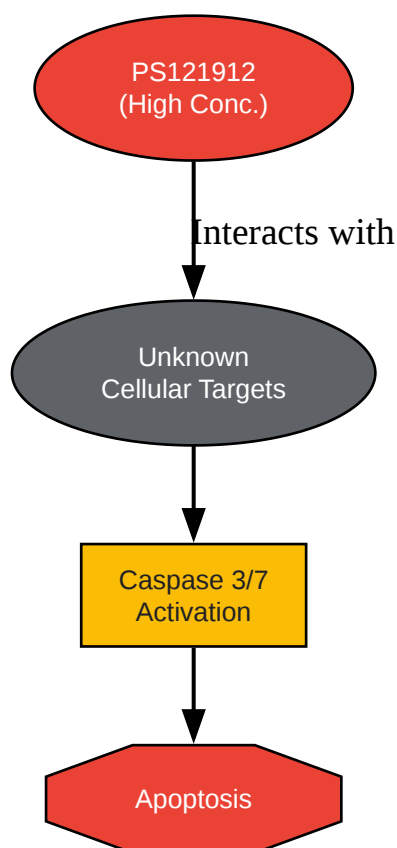 PS121912
(High Conc.)
Interacts with
Unknown
Cellular Targets
Caspase 3/7
Activation
Apoptosis